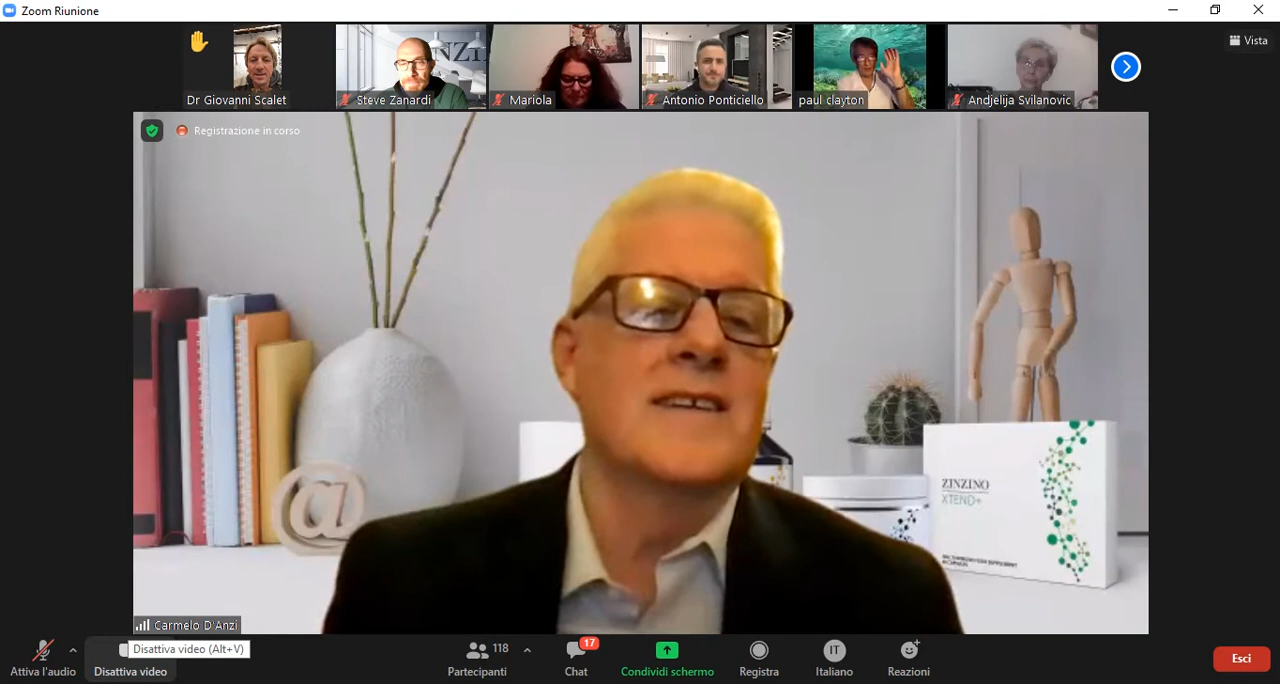 Zoom Riunione
Vista
NZIN
Dr Giovanni Scalet
Steve Zanardi
Mariola
Antonio Ponticiello
paul clayton
Andjelija Svilanovic
Registrazione in corso
@
ZINZINO
XTEND+
Carmelo D'Anzi
Disattiva video (Alt+V)
118
17
IT
Attiva l'audio
Disattiva video
Partecipanti
Chat
Condividi schermo
Registra
Italiano
Reazioni
Esci